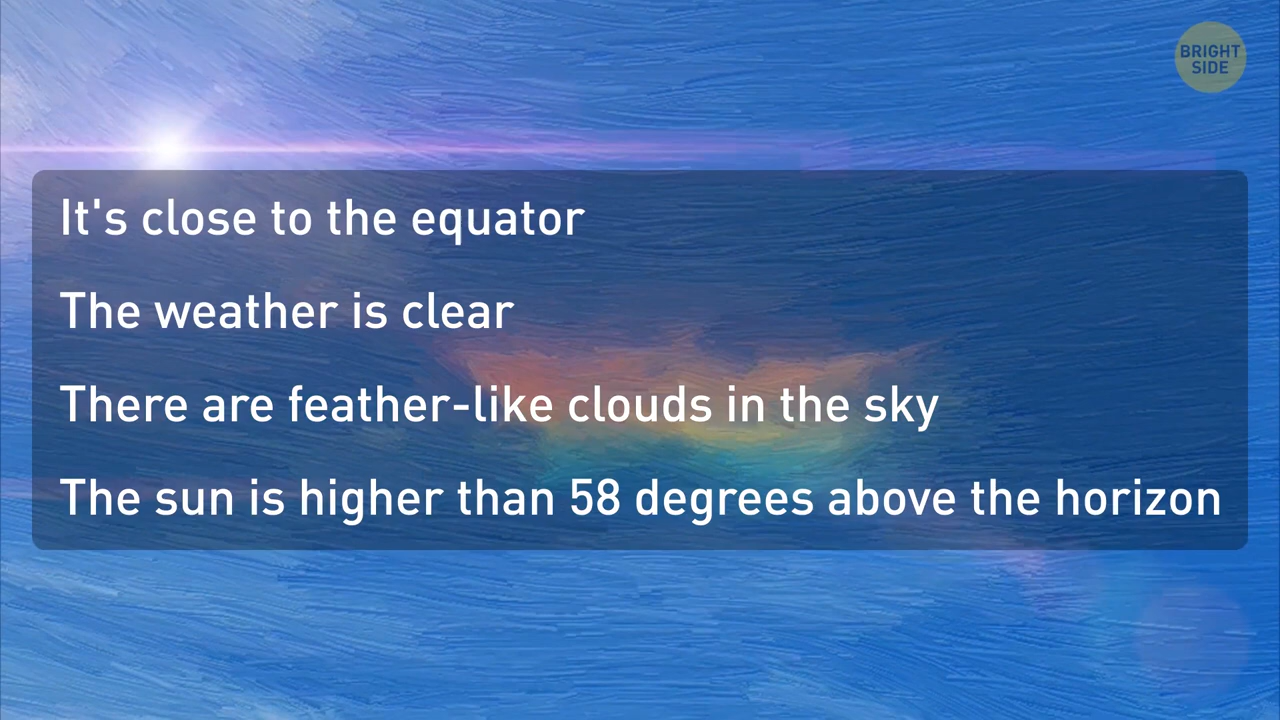 BRIGHT
SIDE
It's close to the equator
The weather is clear
There are feather-like clouds in the sky
The sun is higher than 58 degrees above the horizon